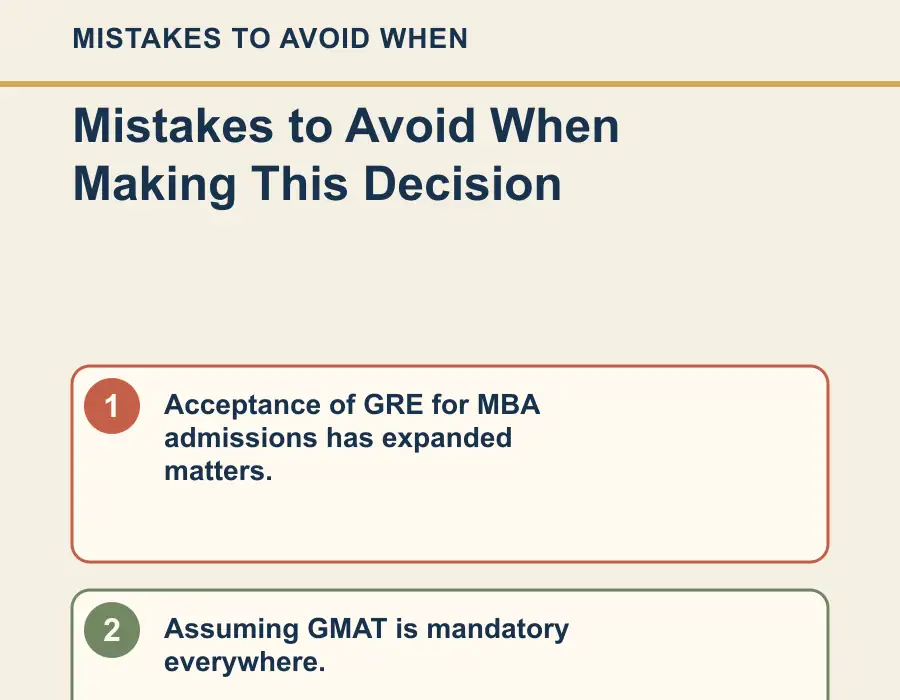 MISTAKES TO AVOID WHEN
Mistakes to Avoid When
Making This Decision
1
Acceptance of GRE for MBA
admissions has expanded
matters.
2
Assuming GMAT is mandatory
everywhere.